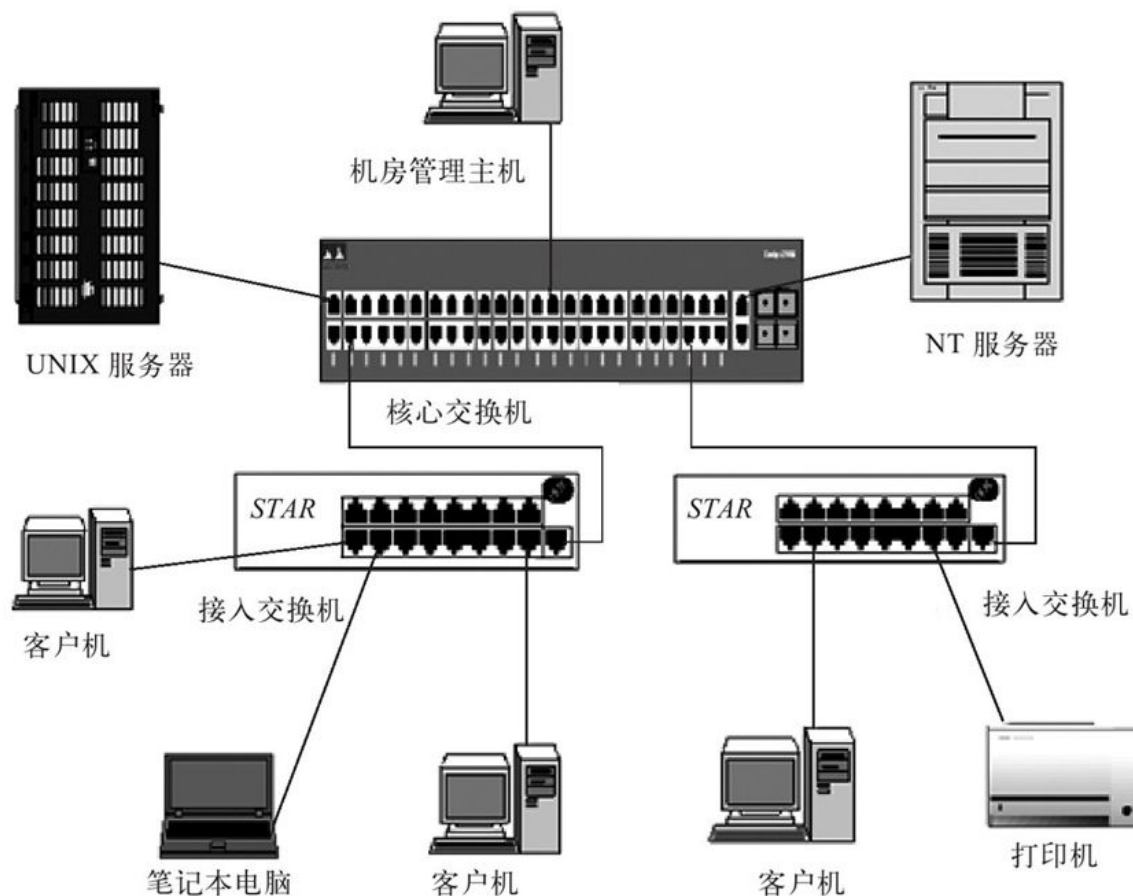 机房管理主机
UNIX 服务器
NT 服务器
核心交换机
STAR
STAR
接入交换机
接入交换机
客户机
笔记本电脑
客户机
客户机
打印机